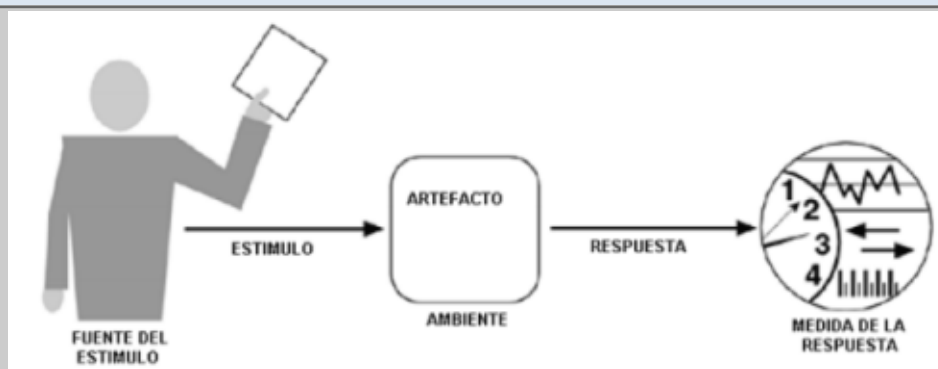 FUENTE DEL
ESTIMULO
ESTIMULO
ARTEFACTO
AMBIENTE
RESPUESTA
1
2
3
4
MEDIDA DE LA
RESPUESTA